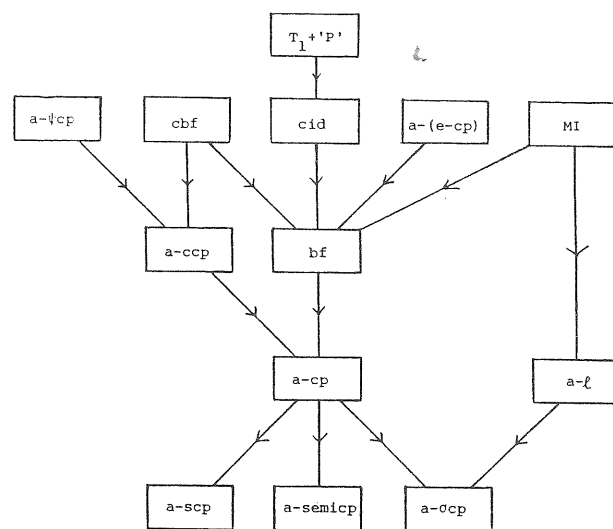 T₁+'P'
a-ψcp cbf cid a-(e-cp) MI
a-ccp bf
a-cp a-ℓ
a-scp a-semicp a-σcp